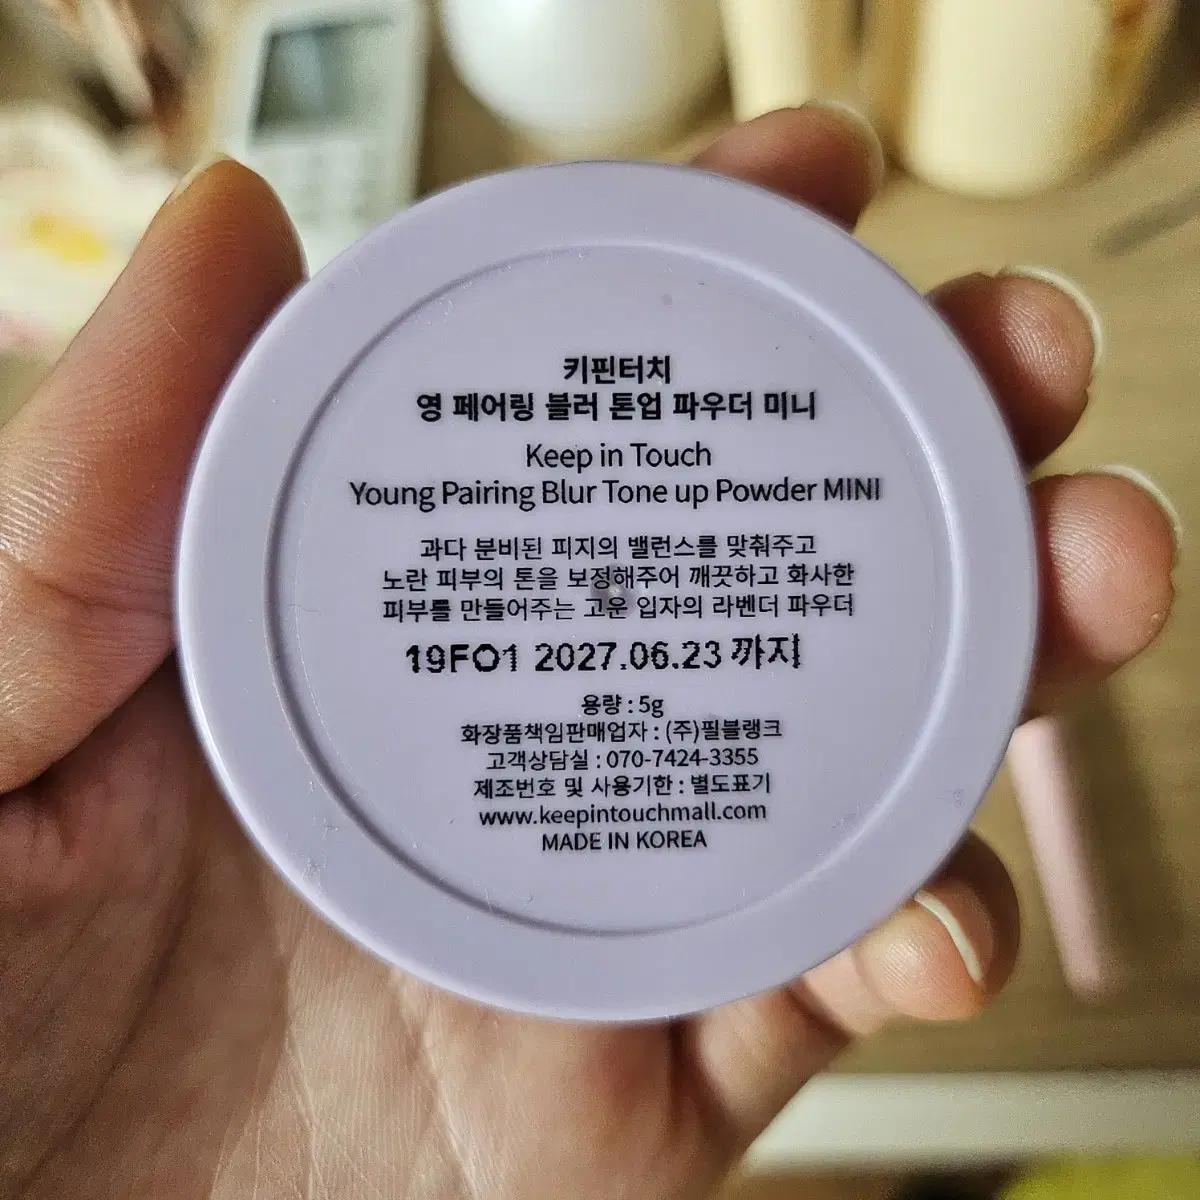 키핀터치
영 페어링 블러 톤업 파우더 미니
Keep in Touch
Young Pairing Blur Tone up Powder MINI
과다 분비된 피지의 밸런스를 맞춰주고
노란 피부의 톤을 보정해주어 깨끗하고 화사한
피부를 만들어주는 고운 입자의 라벤더 파우더
19FO1 2027.06.23 까지
용량 : 5g
화장품책임판매업자 : (주)필블랭크
고객상담실 : 070-7424-3355
제조번호 및 사용기한 : 별도표기
www.keepintouchmall.com
MADE IN KOREA